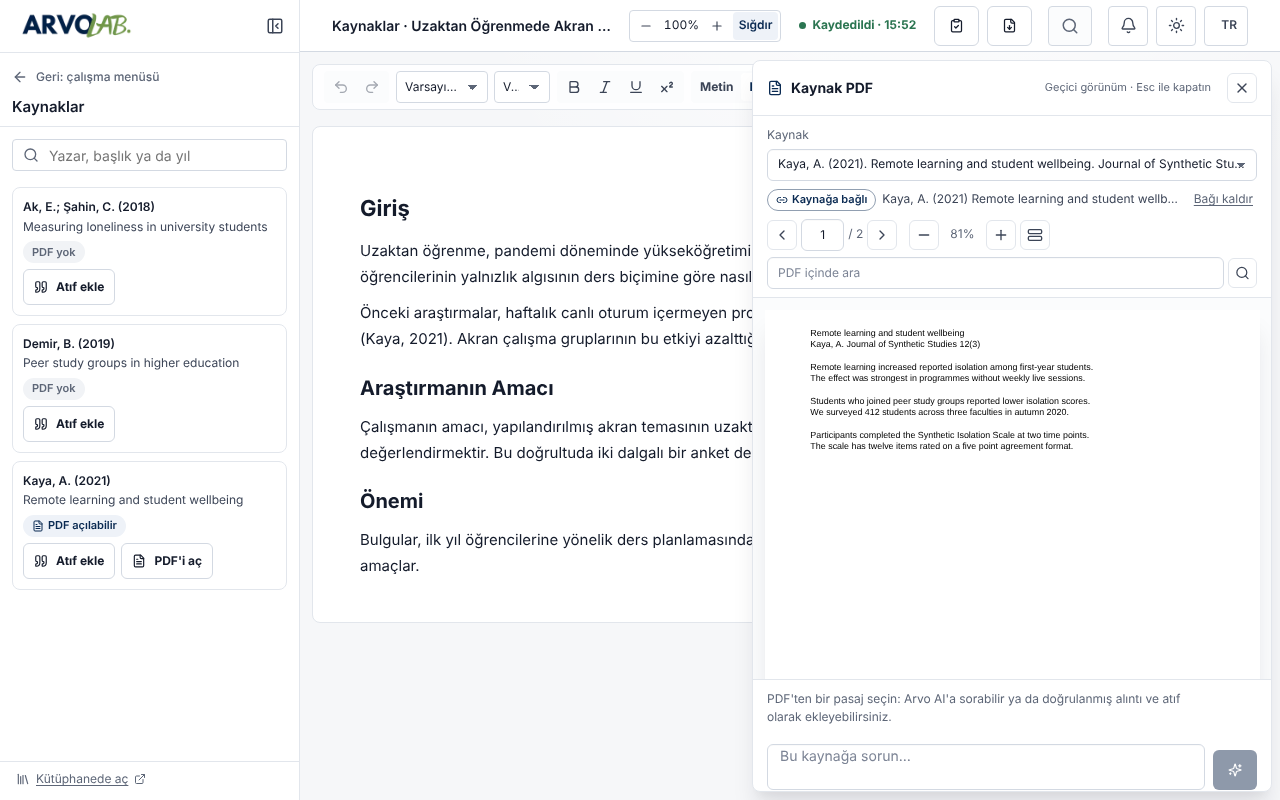 ARVOLAB.
Geri: çalışma menüsü
Kaynaklar
Yazar, başlık ya da yıl
Ak, E.; Şahin, C. (2018)
Measuring loneliness in university students
PDF yok
Atıf ekle
Demir, B. (2019)
Peer study groups in higher education
PDF yok
Atıf ekle
Kaya, A. (2021)
Remote learning and student wellbeing
PDF açılabilir
Atıf ekle
PDF'i aç
Kütüphanede aç
Kaynaklar · Uzaktan Öğrenmede Akran ...
100%
Sığdır
Kaydedildi · 15:52
TR
Varsayı...
V...
B I U x²
Metin
Giriş
Uzaktan öğrenme, pandemi döneminde yükseköğretimi
öğrencilerinin yalnızlık algısının ders biçimine göre nasıl
Önceki araştırmalar, haftalık canlı oturum içermeyen pro
(Kaya, 2021). Akran çalışma gruplarının bu etkiyi azalttığ
Araştırmanın Amacı
Çalışmanın amacı, yapılandırılmış akran temasının uzakt
değerlendirmektir. Bu doğrultuda iki dalgalı bir anket de
Önemi
Bulgular, ilk yıl öğrencilerine yönelik ders planlamasında
amaçlar.
Kaynak PDF
Geçici görünüm · Esc ile kapatın
Kaynak
Kaya, A. (2021). Remote learning and student wellbeing. Journal of Synthetic Stu...
Kaynağa bağlı
Kaya, A. (2021) Remote learning and student wellb...
Bağı kaldır
1 / 2
81%
PDF içinde ara
Remote learning and student wellbeing
Kaya, A. Journal of Synthetic Studies 12(3)
Remote learning increased reported isolation among first-year students.
The effect was strongest in programmes without weekly live sessions.
Students who joined peer study groups reported lower isolation scores.
We surveyed 412 students across three faculties in autumn 2020.
Participants completed the Synthetic Isolation Scale at two time points.
The scale has twelve items rated on a five point agreement format.
PDF'ten bir pasaj seçin: Arvo AI'a sorabilir ya da doğrulanmış alıntı ve atıf
olarak ekleyebilirsiniz.
Bu kaynağa sorun...